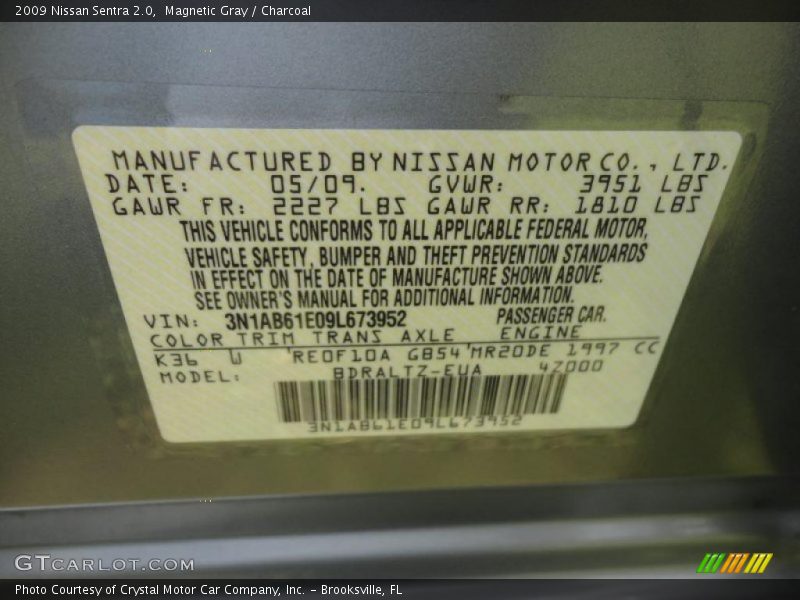 2009 Nissan Sentra 2.0, Magnetic Gray / Charcoal
MANUFACTURED BY NISSAN MOTOR CO., LTD.
DATE: 05/09. GVWR: 3951 LBS
GAWR FR: 2227 LBS GAWR RR: 1810 LBS
THIS VEHICLE CONFORMS TO ALL APPLICABLE FEDERAL MOTOR,
VEHICLE SAFETY, BUMPER AND THEFT PREVENTION STANDARDS
IN EFFECT ON THE DATE OF MANUFACTURE SHOWN ABOVE.
SEE OWNER'S MANUAL FOR ADDITIONAL INFORMATION.
VIN: 3N1AB61E09L673952 PASSENGER CAR.
COLOR TRIM TRANS AXLE ENGINE
K36 W RE0F10A GB54 MR20DE 1997 CC
MODEL: BDRALTZ-EUA 4Z000
3N1AB61E09L673952
GTCARLOT.COM
Photo Courtesy of Crystal Motor Car Company, Inc. – Brooksville, FL